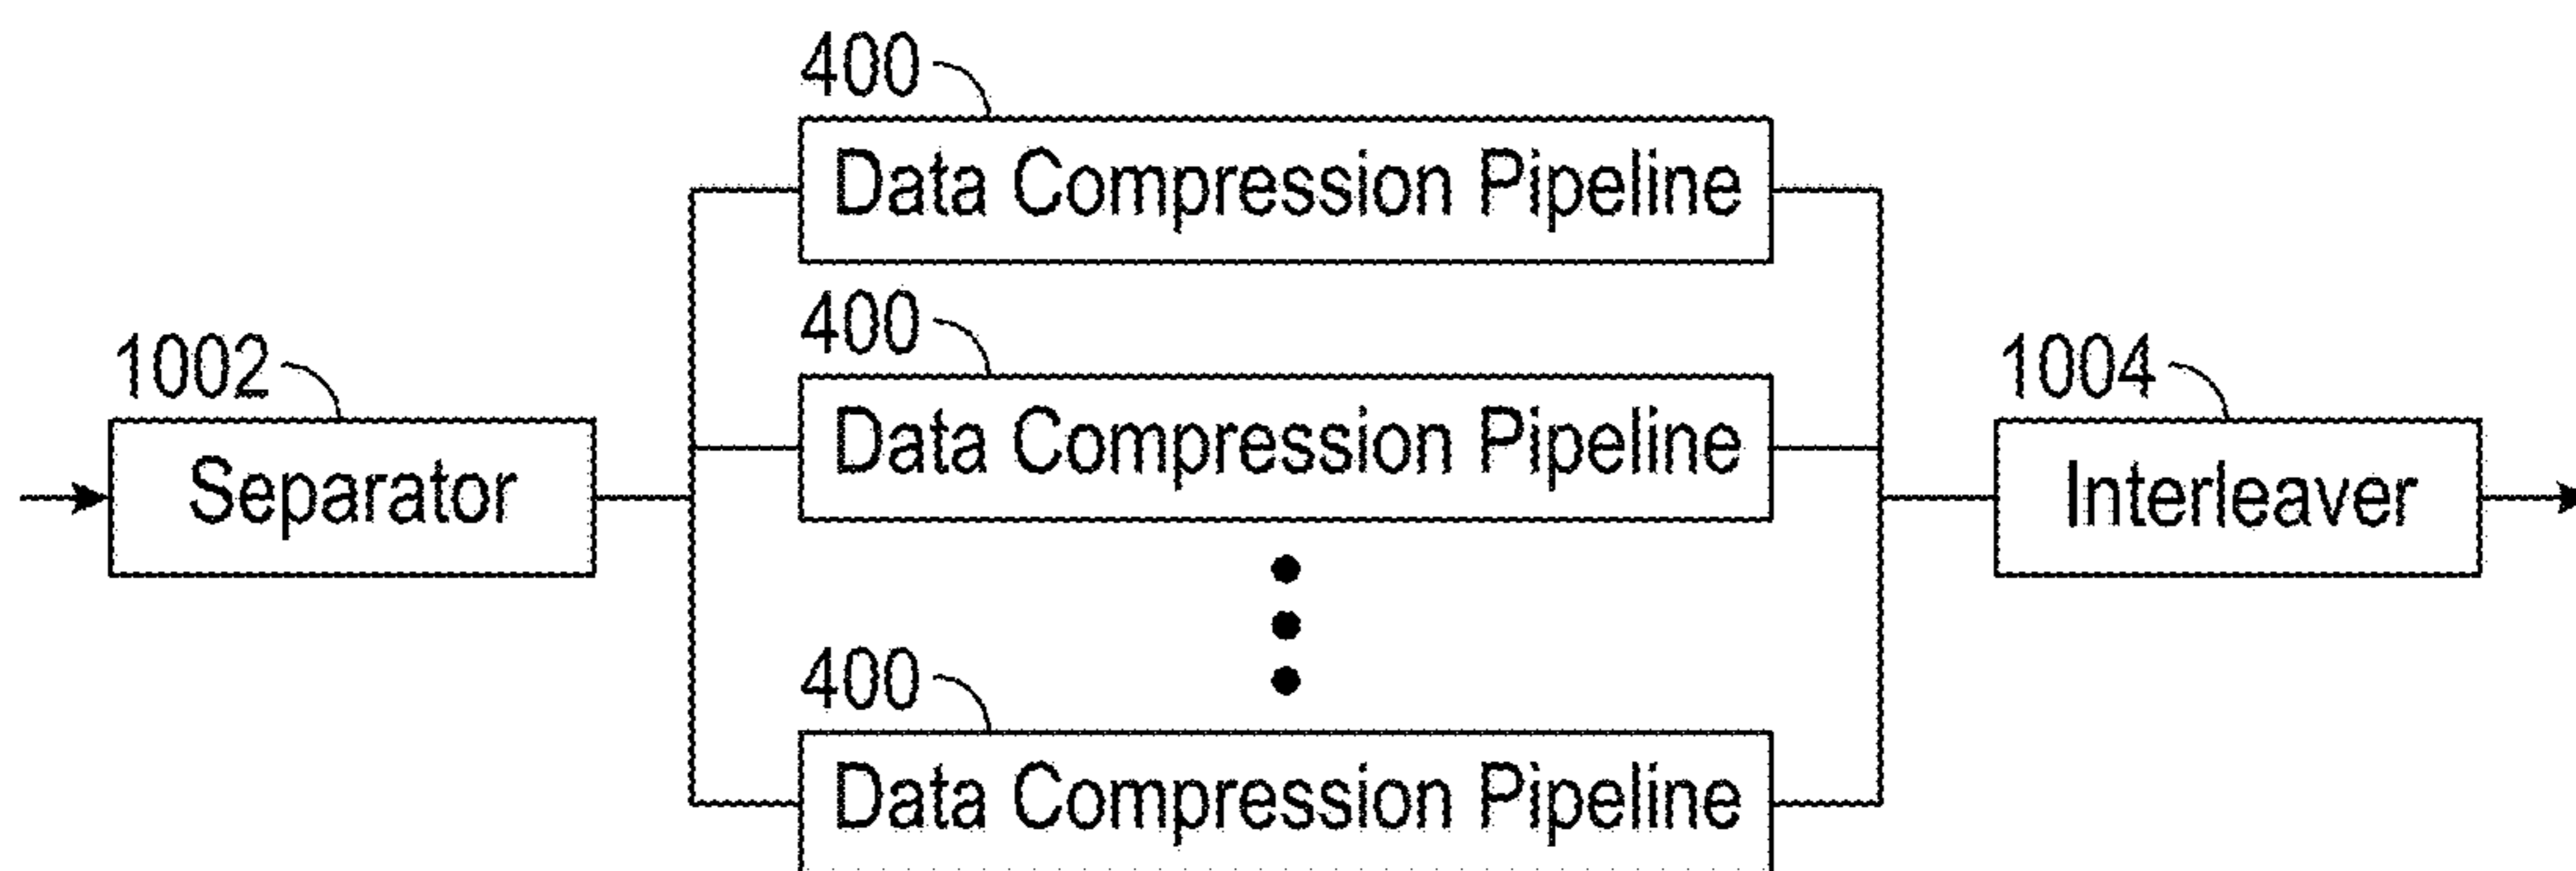 400
Data Compression Pipeline
400
Data Compression Pipeline
1002
Separator
1004
Interleaver
400
Data Compression Pipeline